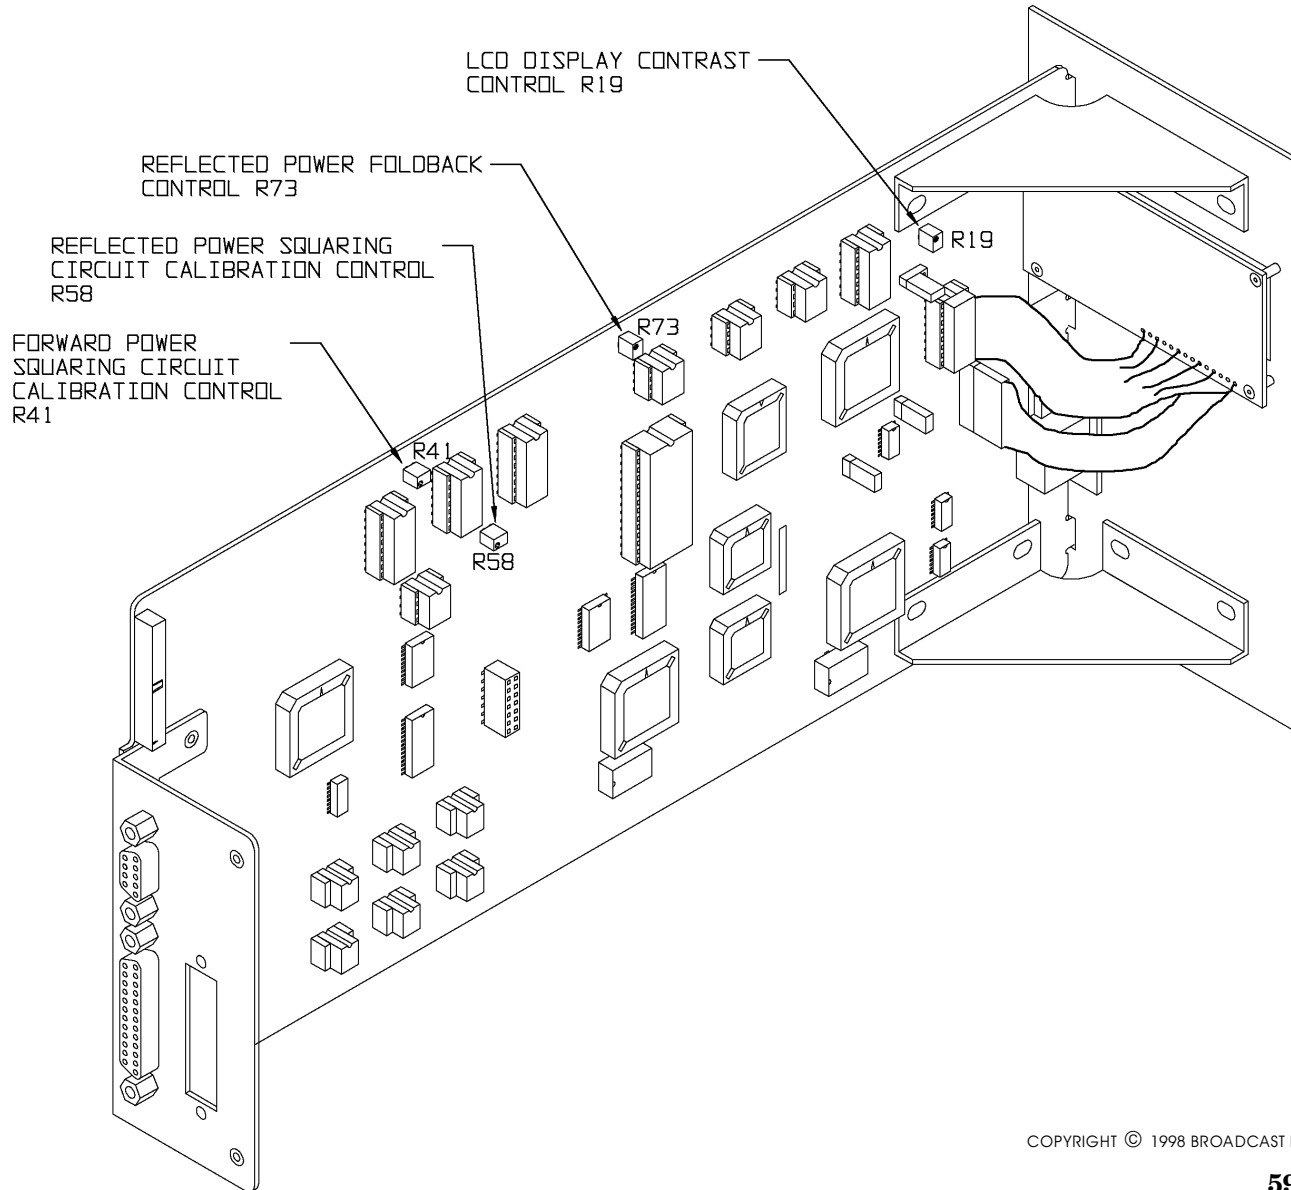 LCD DISPLAY CONTRAST
CONTROL R19
REFLECTED POWER FOLDBACK
CONTROL R73
REFLECTED POWER SQUARING
CIRCUIT CALIBRATION CONTROL
R58
FORWARD POWER
SQUARING CIRCUIT
CALIBRATION CONTROL
R41
R19
R73
R41
R58
COPYRIGHT © 1998 BROADCAST
59